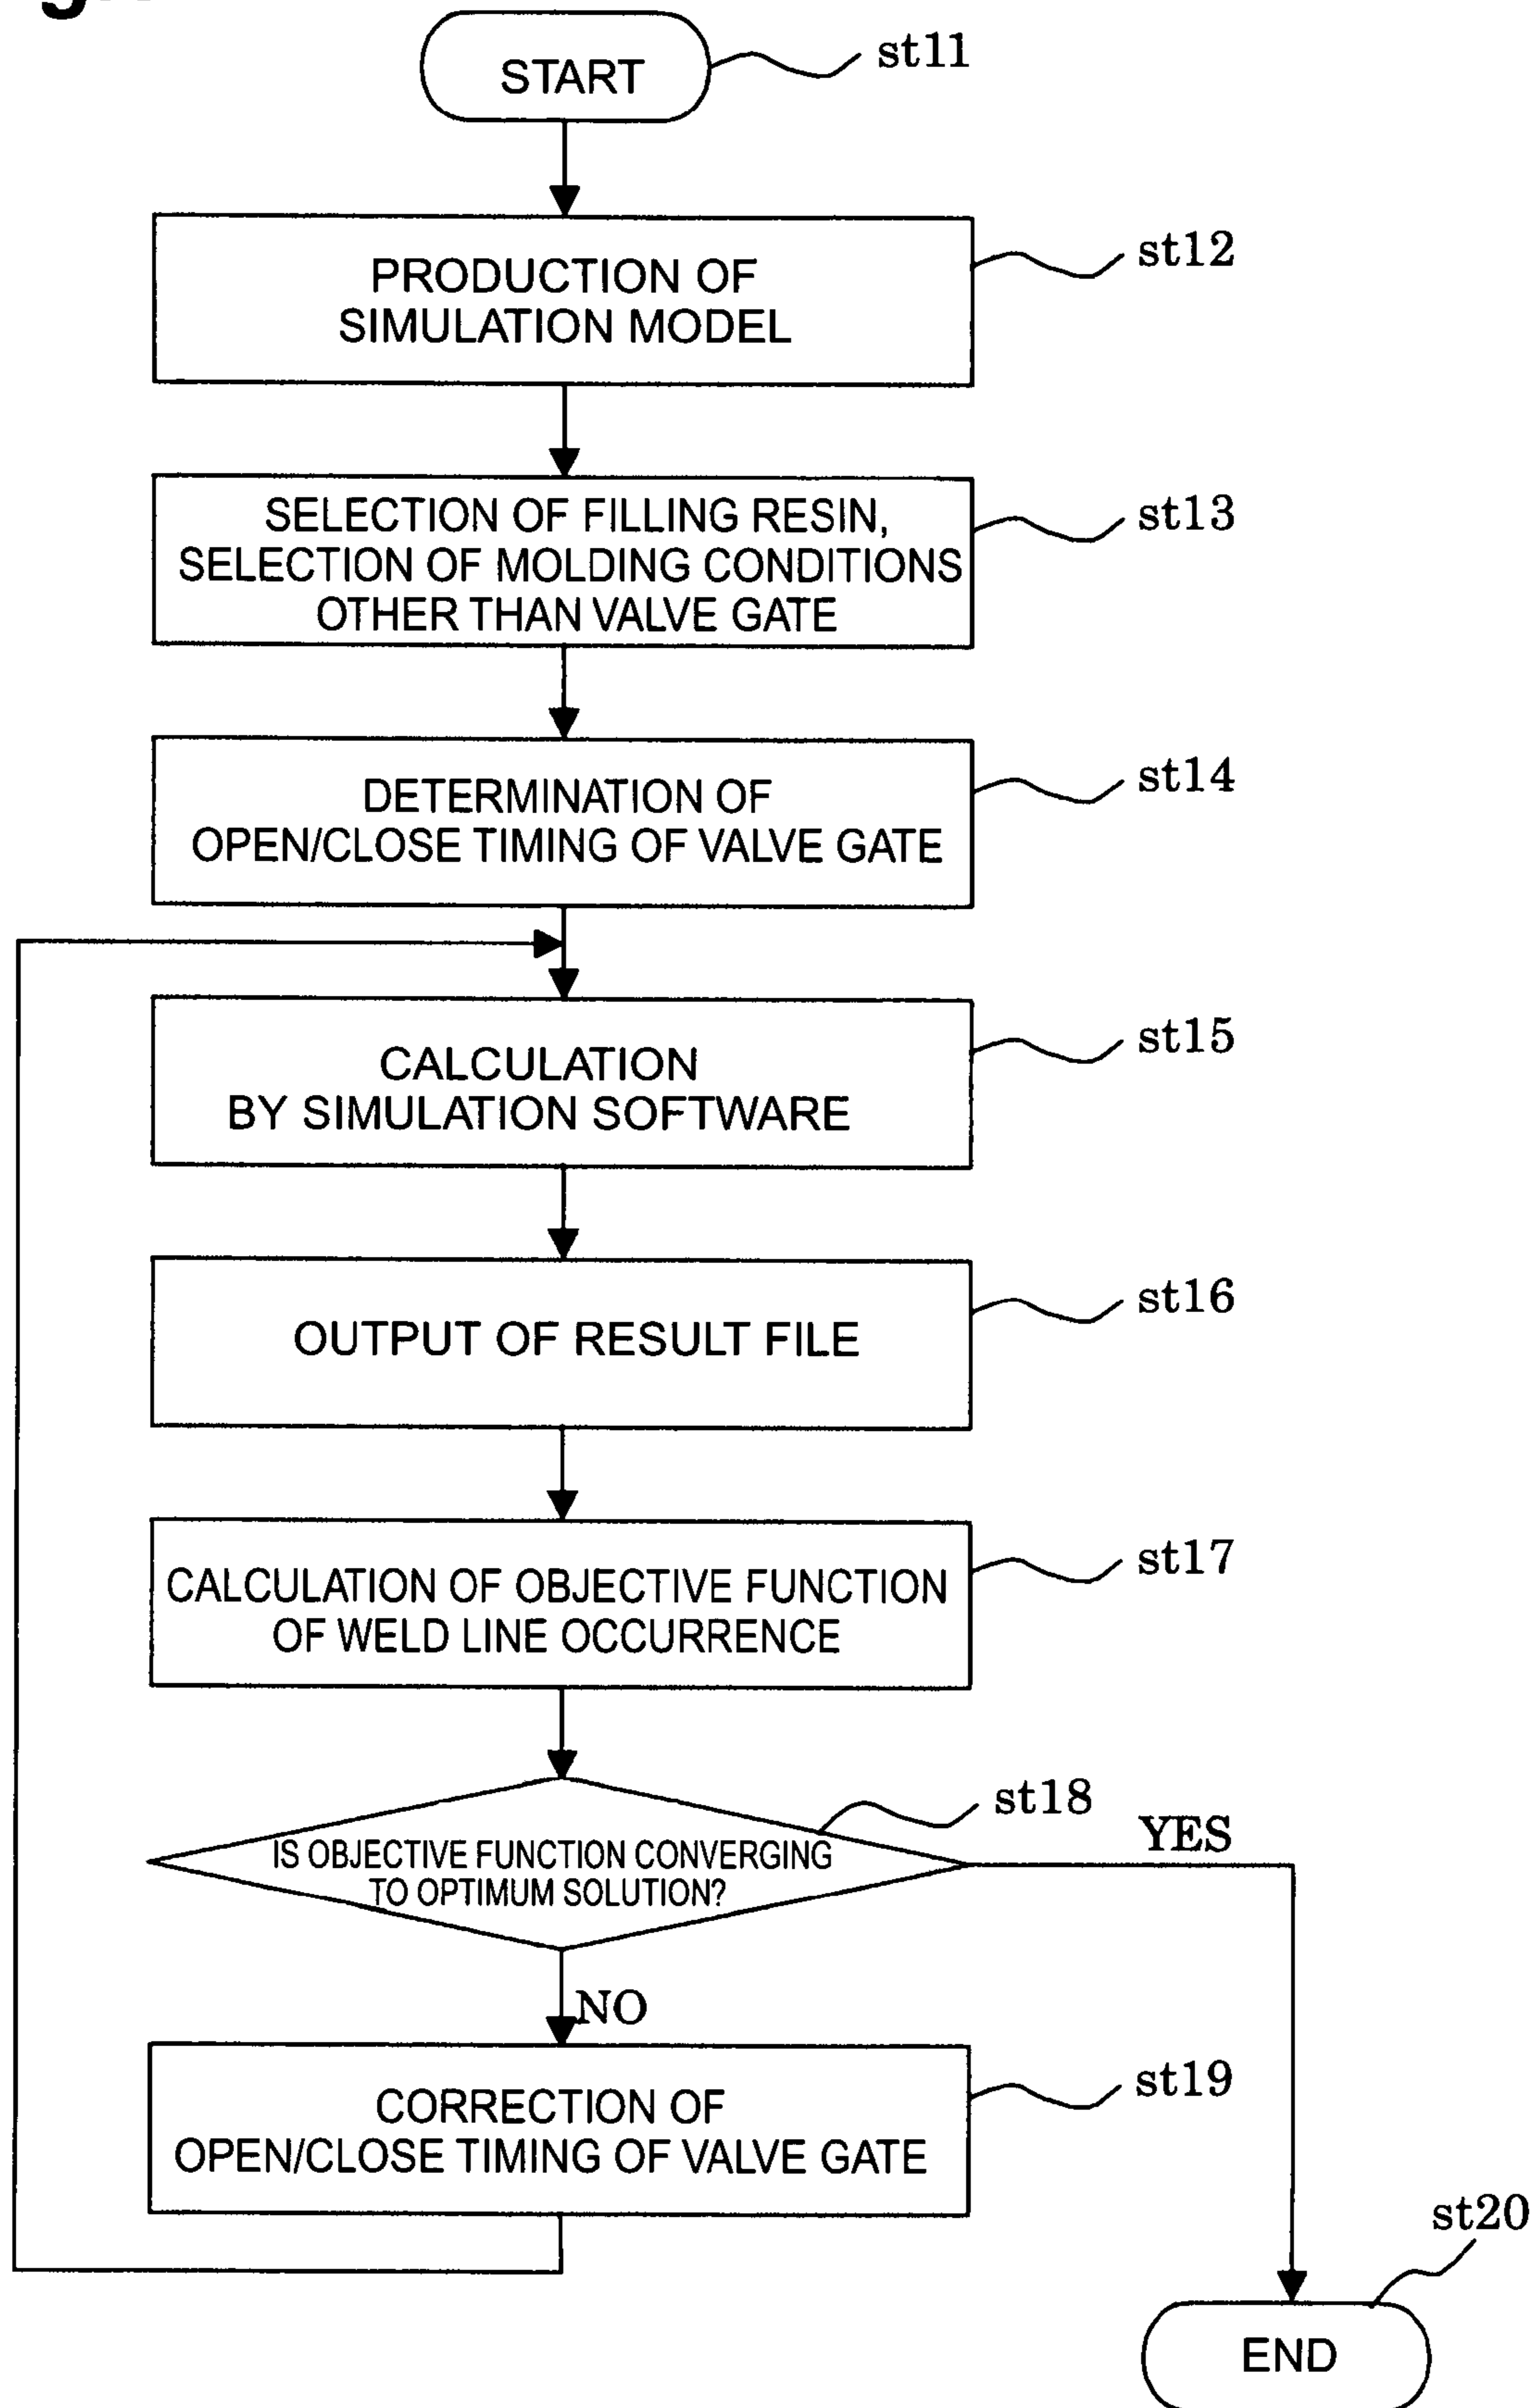 START
st11
PRODUCTION OF
SIMULATION MODEL
st12
SELECTION OF FILLING RESIN,
SELECTION OF MOLDING CONDITIONS
OTHER THAN VALVE GATE
st13
DETERMINATION OF
OPEN/CLOSE TIMING OF VALVE GATE
st14
CALCULATION
BY SIMULATION SOFTWARE
st15
OUTPUT OF RESULT FILE
st16
CALCULATION OF OBJECTIVE FUNCTION
OF WELD LINE OCCURRENCE
st17
IS OBJECTIVE FUNCTION CONVERGING
TO OPTIMUM SOLUTION?
st18
YES
NO
CORRECTION OF
OPEN/CLOSE TIMING OF VALVE GATE
st19
st20
END